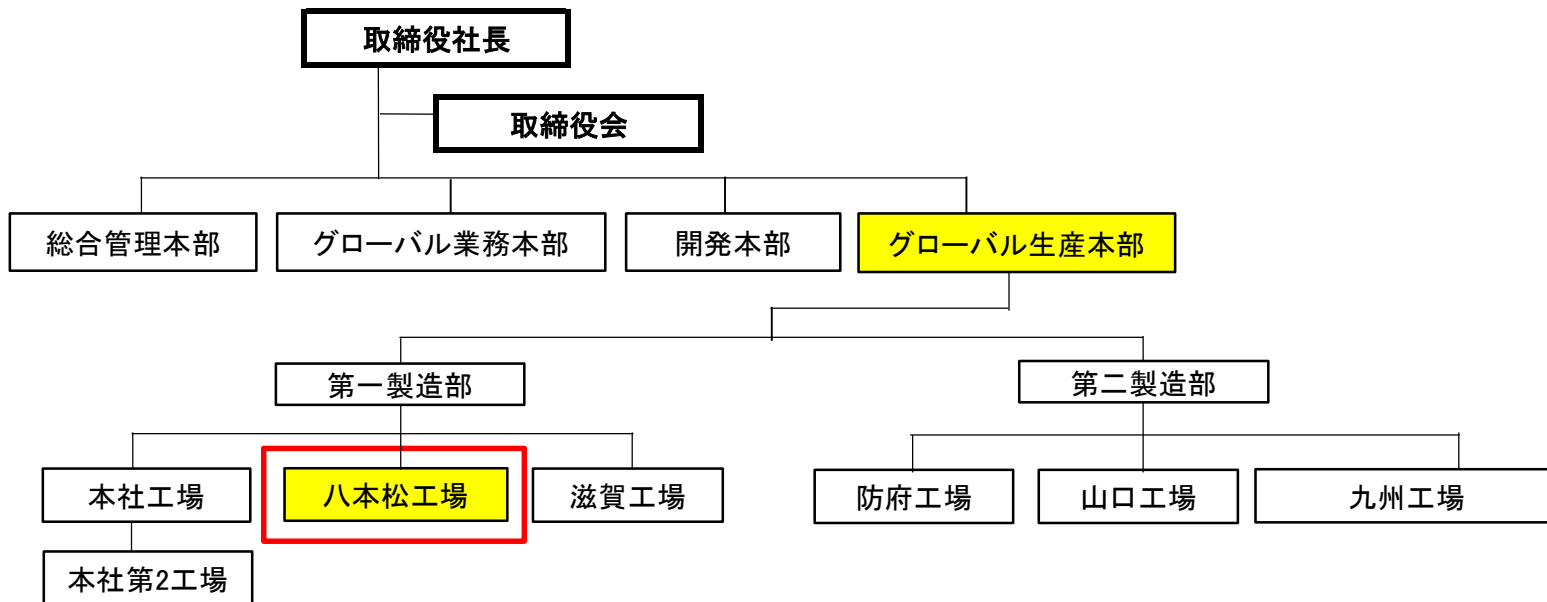 取締役社長
取締役会
総合管理本部
グローバル業務本部
開発本部
グローバル生産本部
第一製造部
第二製造部
本社工場
八本松工場
滋賀工場
防府工場
山口工場
九州工場
本社第2工場